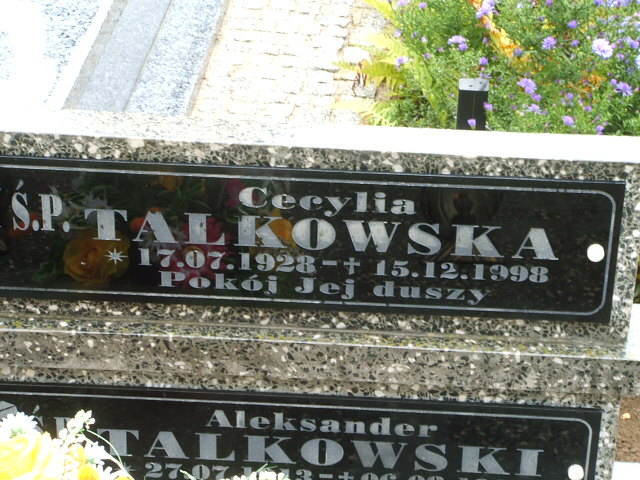 Cecylia
Ś.P. TALKOWSKA
* 17.07.1928 - † 15.12.1998
Pokój Jej duszy
Aleksander
TALKOWSKI